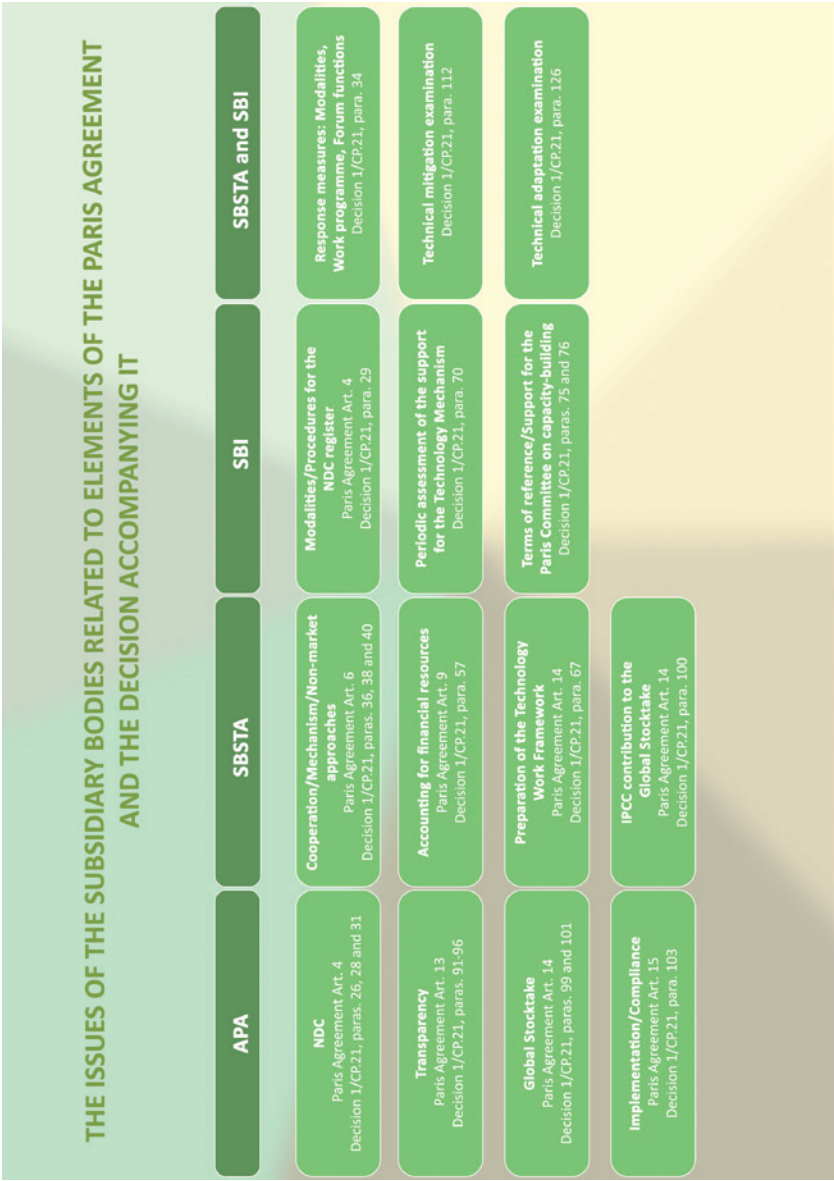 THE ISSUES OF THE SUBSIDIARY BODIES RELATED TO ELEMENTS OF THE PARIS AGREEMENT
AND THE DECISION ACCOMPANYING IT
APA
NDC
Paris Agreement Art. 4
Decision 1/CP.21, paras. 26, 28 and 31
Transparency
Paris Agreement Art. 13
Decision 1/CP.21, paras. 91-96
Global Stocktake
Paris Agreement Art. 14
Decision 1/CP.21, paras. 99 and 101
Implementation/Compliance
Paris Agreement Art. 15
Decision 1/CP.21, para. 103
SBSTA
Cooperation/Mechanism/Non-market
approaches
Paris Agreement Art. 6
Decision 1/CP.21, paras. 36, 38 and 40
Accounting for financial resources
Paris Agreement Art. 9
Decision 1/CP.21, para. 57
Preparation of the Technology
Work Framework
Paris Agreement Art. 14
Decision 1/CP.21, para. 67
IPCC contribution to the
Global Stocktake
Paris Agreement Art. 14
Decision 1/CP.21, para. 100
SBI
Modalities/Procedures for the
NDC register
Paris Agreement Art. 4
Decision 1/CP.21, para. 29
Periodic assessment of the support
for the Technology Mechanism
Decision 1/CP.21, para. 70
Terms of reference/Support for the
Paris Committee on capacity-building
Decision 1/CP.21, paras. 75 and 76
SBSTA and SBI
Response measures: Modalities,
Work programme, Forum functions
Decision 1/CP.21, para. 34
Technical mitigation examination
Decision 1/CP.21, para. 112
Technical adaptation examination
Decision 1/CP.21, para. 126